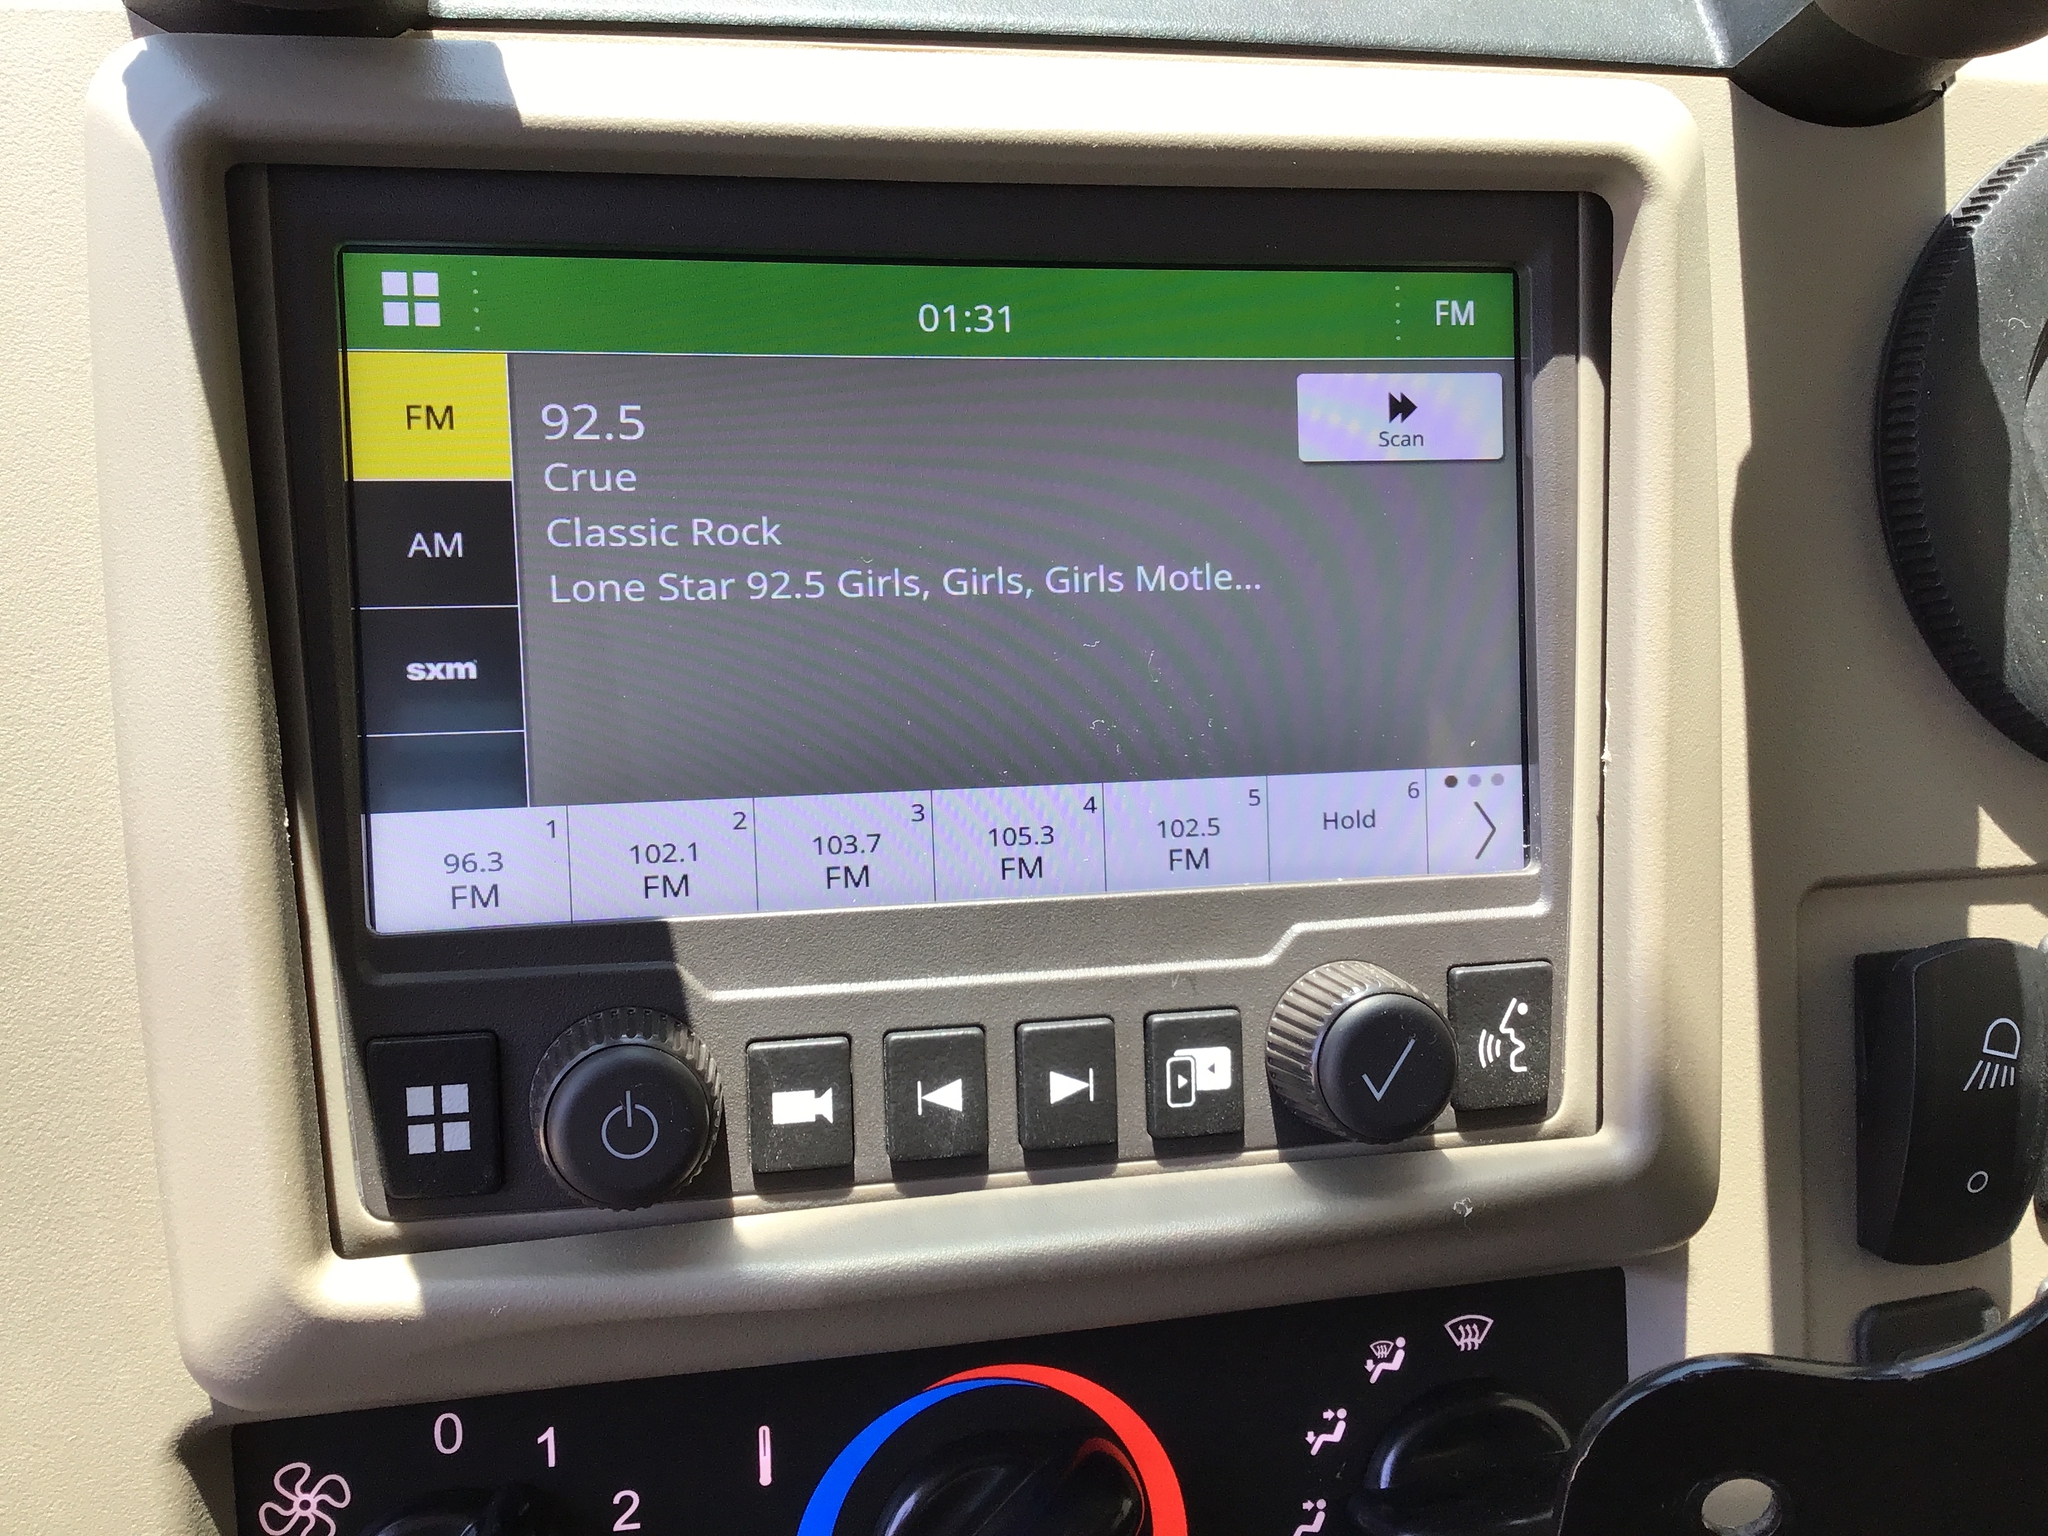 01:31
FM
FM
92.5
Scan
Crue
AM
Classic Rock
Lone Star 92.5 Girls, Girls, Girls Motle...
sxm
1
2
3
4
5
6
96.3
FM
102.1
FM
103.7
FM
105.3
FM
102.5
FM
Hold
0
1
2